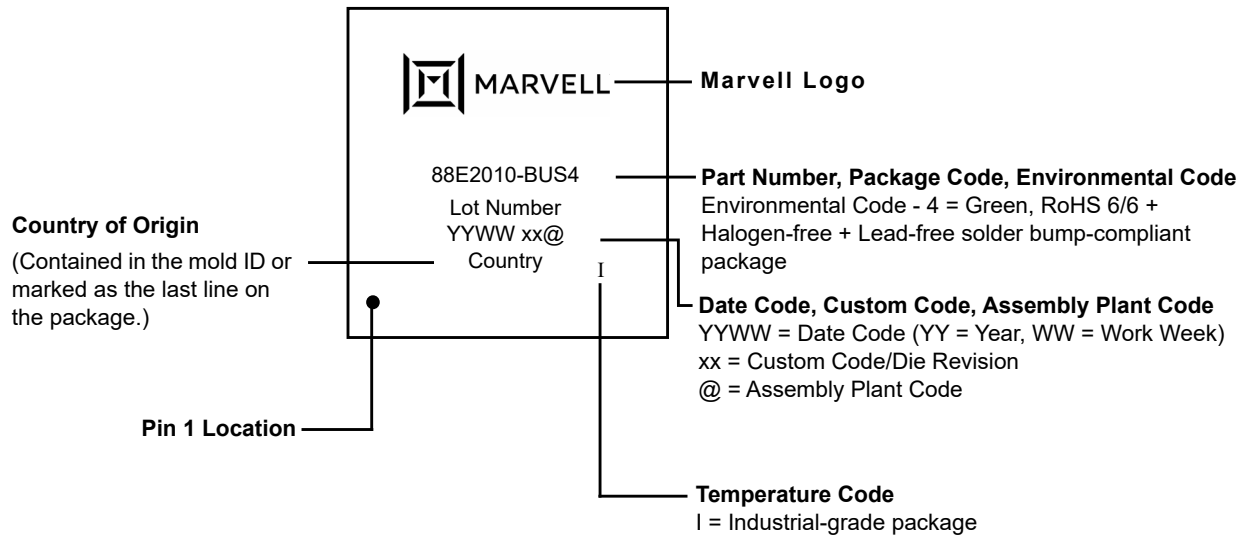 MARVELL
Marvell Logo
88E2010-BUS4
Lot Number
YYWW xx@
Country
I
Part Number, Package Code, Environmental Code
Environmental Code - 4 = Green, RoHS 6/6 +
Halogen-free + Lead-free solder bump-compliant
package
Country of Origin
(Contained in the mold ID or
marked as the last line on
the package.)
Date Code, Custom Code, Assembly Plant Code
YYWW = Date Code (YY = Year, WW = Work Week)
xx = Custom Code/Die Revision
@ = Assembly Plant Code
Pin 1 Location
Temperature Code
I = Industrial-grade package